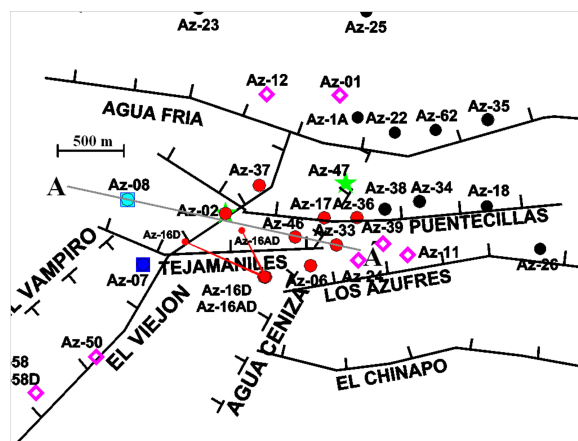 Az-23
Az-25
Az-12
Az-01
AGUA FRIA
Az-1A
Az-22
Az-62
Az-35
500 m
Az-37
Az-47
A
Az-08
Az-02
Az-17
Az-36
Az-38
Az-34
Az-18
PUENTECILLAS
Az-46
Az-33
Az-39
Az-16D
Az-16AD
A
Az-11
Az-26
L VAMPIRO
Az-07
TEJAMANILES
Az-06
Az-24
LOS AZUFRES
Az-16D
Az-16AD
EL VIEJON
AGUA CENIZA
Az-50
58
58D
EL CHINAPO